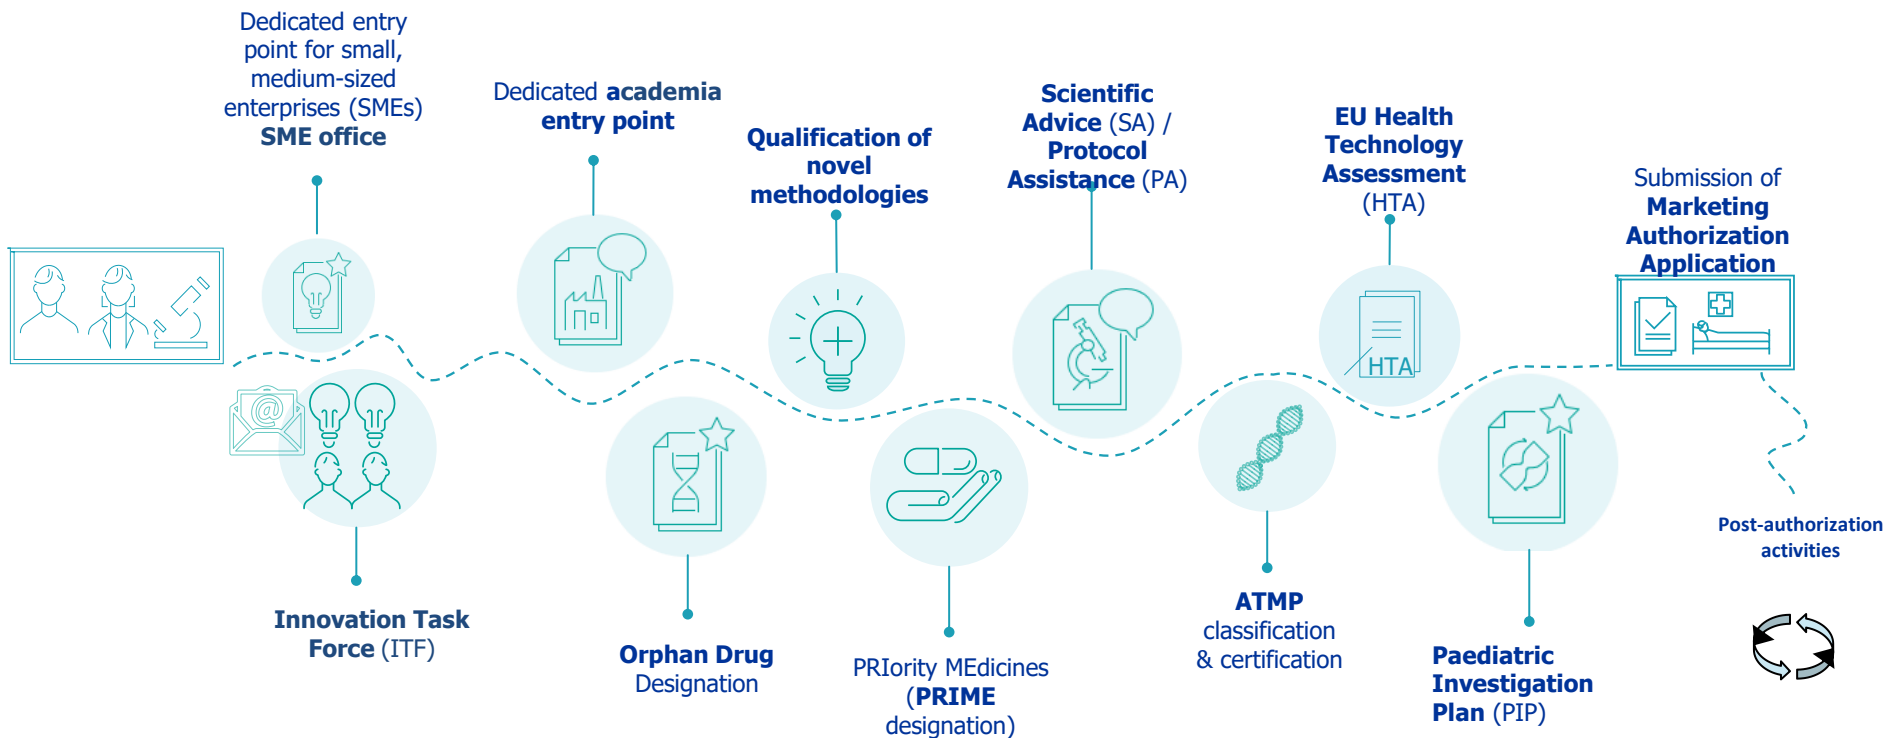 Dedicated entry
point for small,
medium-sized
enterprises (SMEs)
SME office
Innovation Task
Force (ITF)
@
Dedicated academia
entry point
Orphan Drug
Designation
Qualification of
novel
methodologies
PRIority MEdicines
(PRIME
designation)
Scientific
Advice (SA) /
Protocol
Assistance (PA)
ATMP
classification
& certification
EU Health
Technology
Assessment
(HTA)
HTA
Paediatric
Investigation
Plan (PIP)
Submission of
Marketing
Authorization
Application
Post-authorization
activities